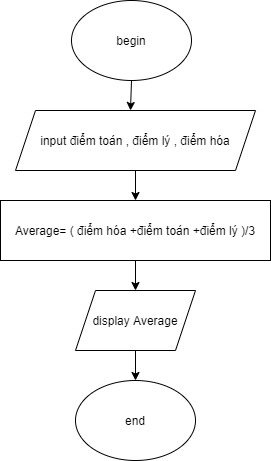 begin
input điểm toán , điểm lý , điểm hóa
Average= ( điểm hóa +điểm toán +điểm lý )/3
display Average
end